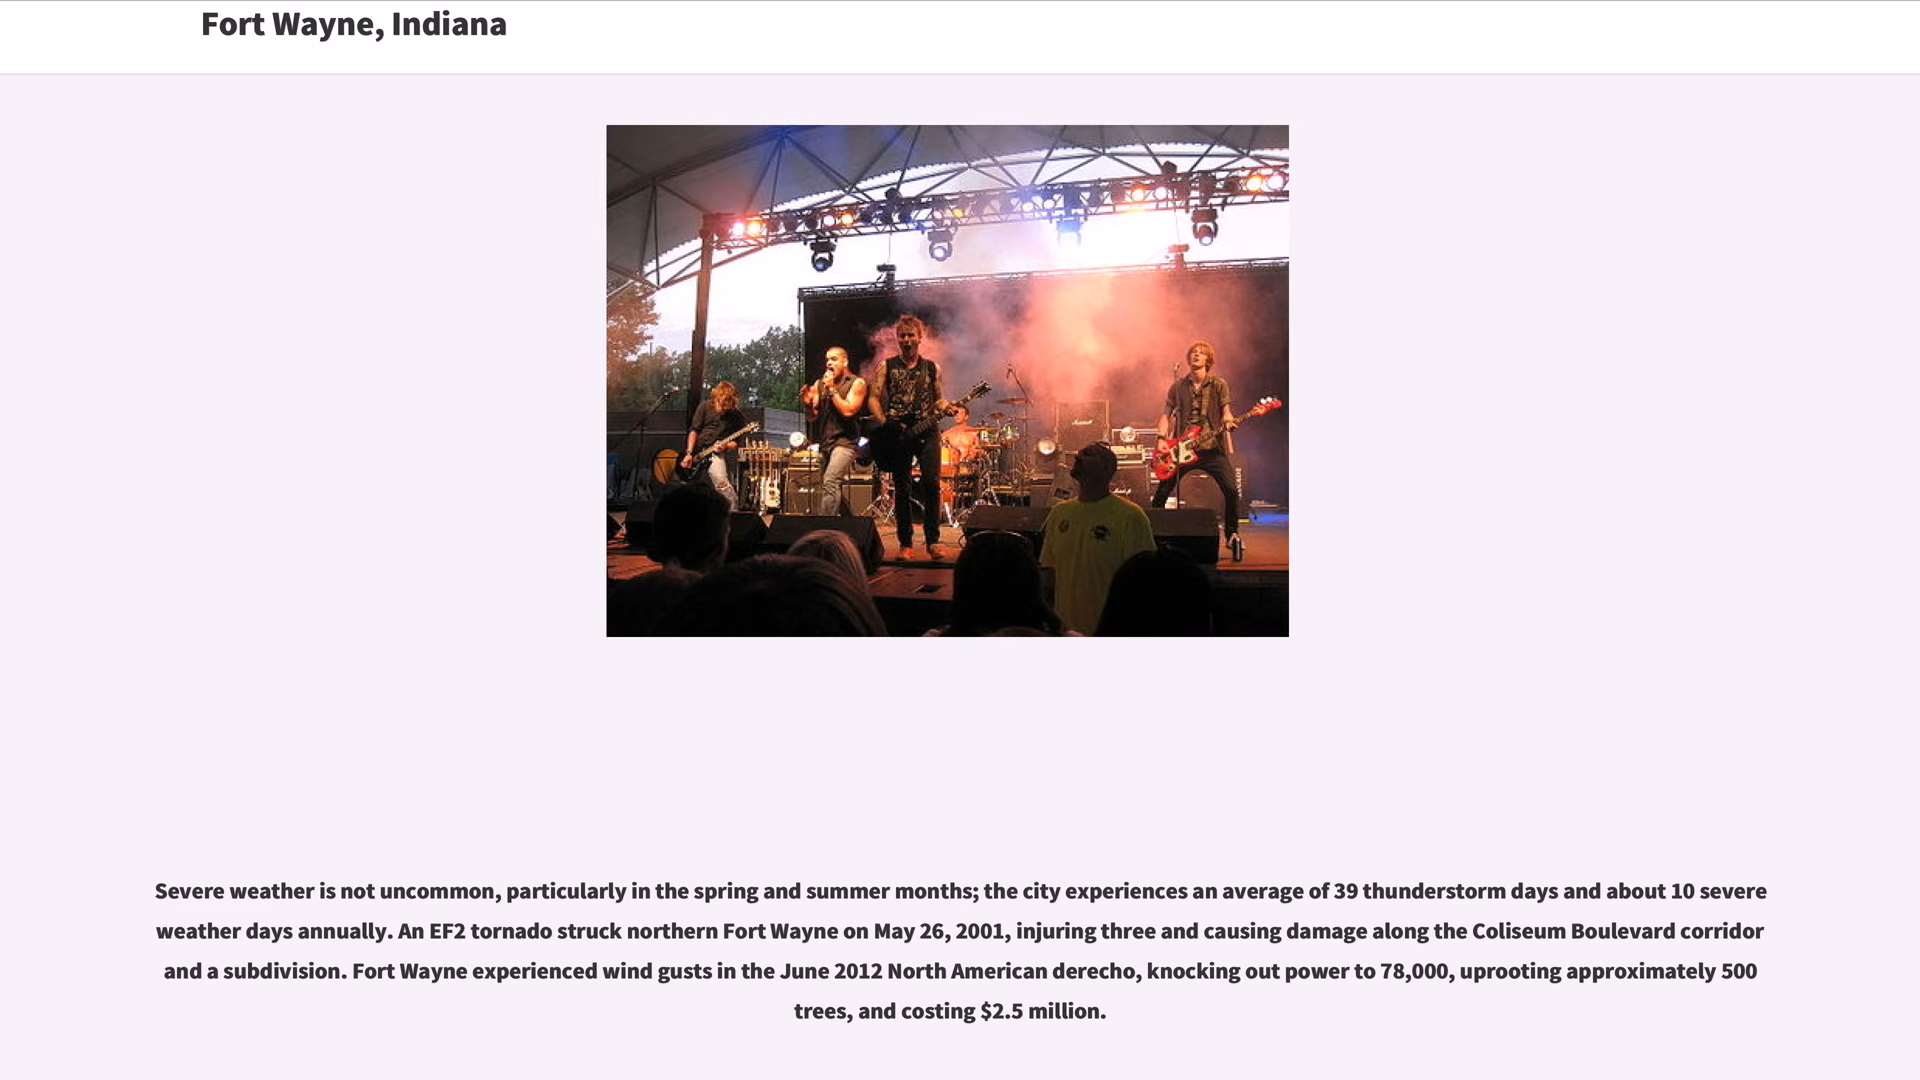 Fort Wayne, Indiana
Severe weather is not uncommon, particularly in the spring and summer months; the city experiences an average of 39 thunderstorm days and about 10 severe
weather days annually. An EF2 tornado struck northern Fort Wayne on May 26, 2001, injuring three and causing damage along the Coliseum Boulevard corridor
and a subdivision. Fort Wayne experienced wind gusts in the June 2012 North American derecho, knocking out power to 78,000, uprooting approximately 500
trees, and costing $2.5 million.